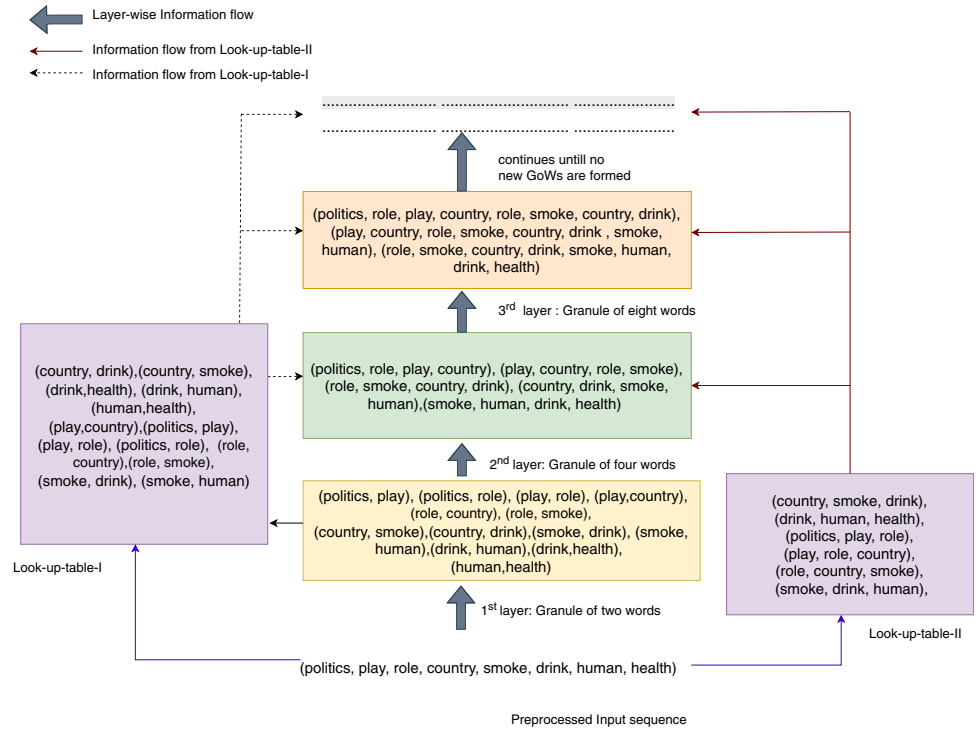 Layer-wise Information flow
Information flow from Look-up-table-II
Information flow from Look-up-table-I
........................ ........................... .....................
........................ ........................... .....................
continues untill no
new GoWs are formed
(politics, role, play, country, role, smoke, country, drink),
(play, country, role, smoke, country, drink , smoke,
human), (role, smoke, country, drink, smoke, human,
drink, health)
3rd layer : Granule of eight words
(politics, role, play, country), (play, country, role, smoke),
(role, smoke, country, drink), (country, drink, smoke,
human),(smoke, human, drink, health)
2nd layer: Granule of four words
(politics, play), (politics, role), (play, role), (play,country),
(role, country), (role, smoke),
(country, smoke),(country, drink),(smoke, drink), (smoke,
human),(drink, human),(drink,health),
(human,health)
1st layer: Granule of two words
(country, drink),(country, smoke),
(drink,health), (drink, human),
(human,health),
(play,country),(politics, play),
(play, role), (politics, role), (role,
country),(role, smoke),
(smoke, drink), (smoke, human)
Look-up-table-I
(country, smoke, drink),
(drink, human, health),
(politics, play, role),
(play, role, country),
(role, country, smoke),
(smoke, drink, human),
Look-up-table-II
(politics, play, role, country, smoke, drink, human, health)
Preprocessed Input sequence